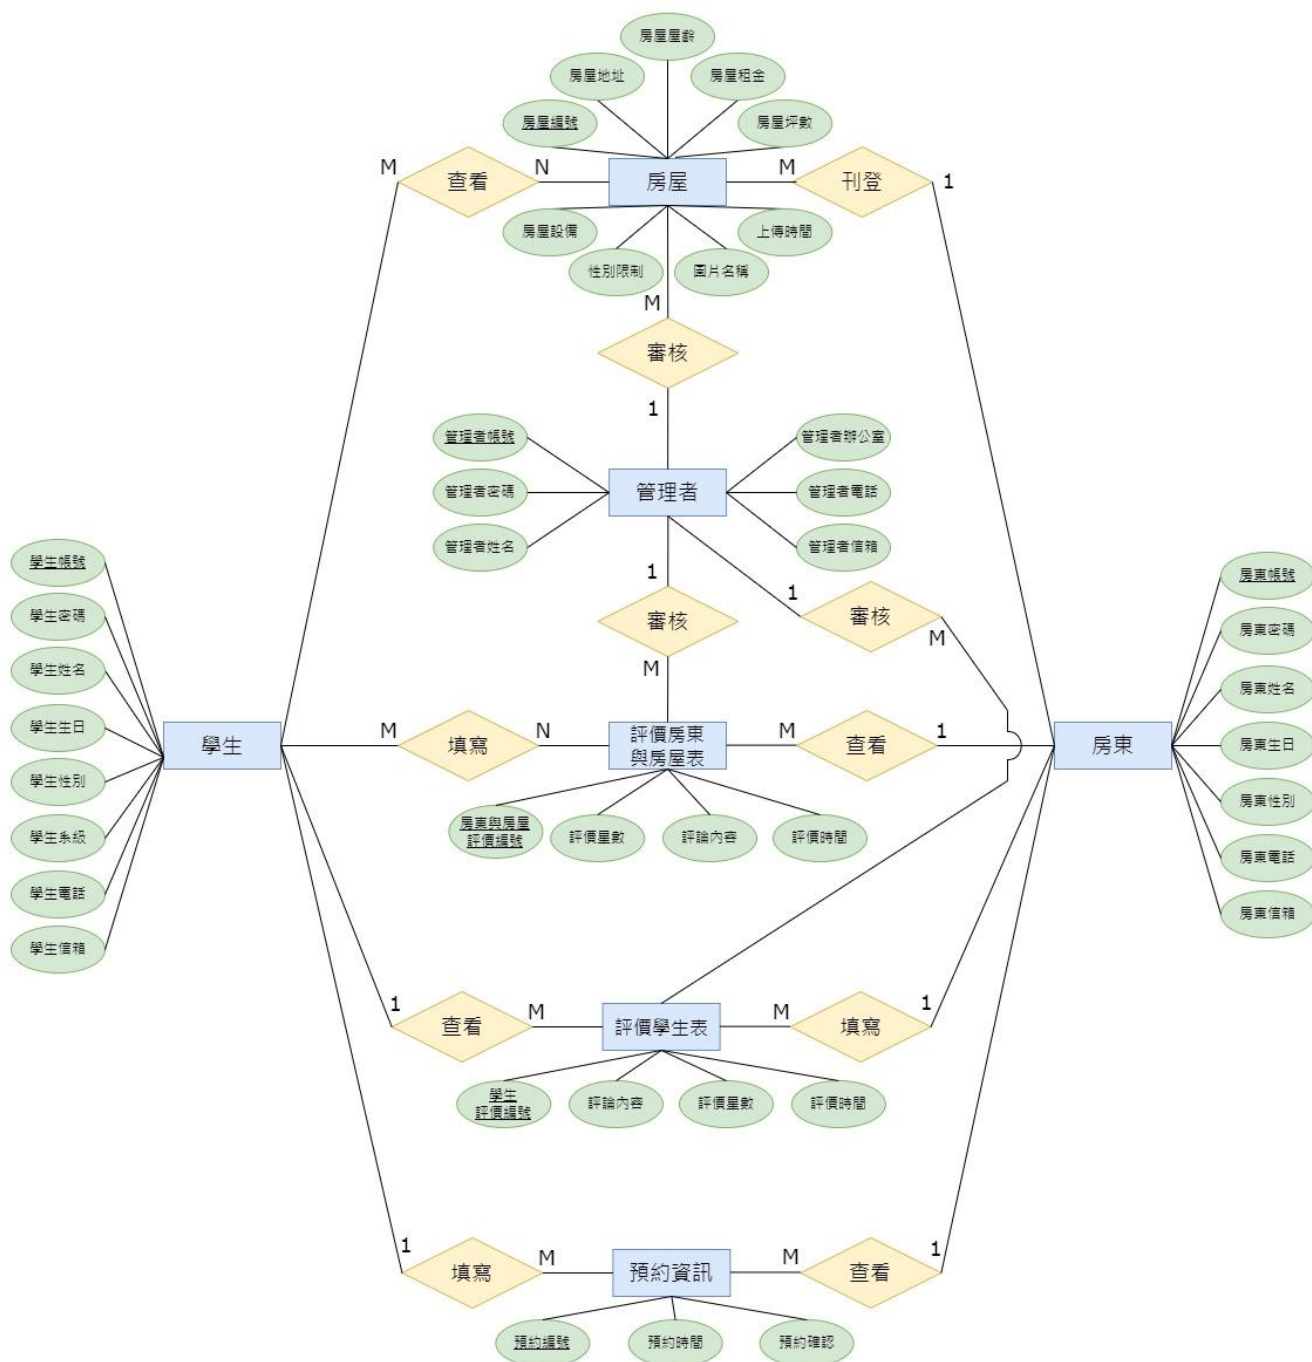 房屋屋齡
房屋地址
房屋租金
房屋編號
房屋坪數
M
查看
N
房屋
M
刊登
1
房屋設備
上傳時間
性別限制
圖片名稱
M
審核
1
管理者帳號
管理者辦公室
管理者密碼
管理者
管理者電話
管理者姓名
管理者信箱
學生帳號
1
房東帳號
1
審核
學生密碼
審核
房東密碼
M
學生姓名
M
房東姓名
學生生日
M
填寫
N
評價房東
與房屋表
M
查看
1
學生
房東
房東生日
學生性別
房東性別
學生系級
房東與房屋
評價編號
評價星數
評論內容
評價時間
房東電話
學生電話
房東信箱
學生信箱
1
查看
M
評價學生表
M
填寫
1
學生
評價編號
評論內容
評價星數
評價時間
1
填寫
M
預約資訊
M
查看
1
預約編號
預約時間
預約確認